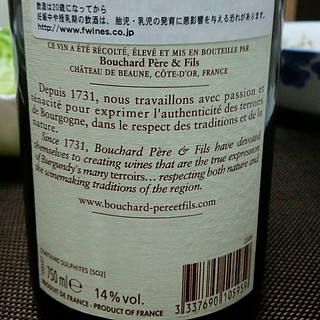 飲酒は20歳になってから
妊娠中や授乳期の飲酒は、胎児・乳児の発育に悪影響を与える恐れがあります。
http://www.fwines.co.jp
CE VIN A ÉTÉ RÉCOLTÉ, ÉLEVÉ ET MIS EN BOUTEILLE PAR
Bouchard Père & Fils
CHÂTEAU DE BEAUNE, CÔTE-D'OR, FRANCE
Depuis 1731, nous travaillons avec passion et
ténacité pour exprimer l'authenticité des terroirs
de Bourgogne, dans le respect des traditions et de la
nature.
Since 1731, Bouchard Père & Fils have devoted
themselves to creating wines that are the true expression
of Burgundy's many terroirs... respecting both nature and
the winemaking traditions of the region.
www.bouchard-pereetfils.com
CONTAINS SULPHITES [SO2]
750 ml e
14% vol.
PRODUIT DE FRANCE - PRODUCT OF FRANCE
3 337690 105959